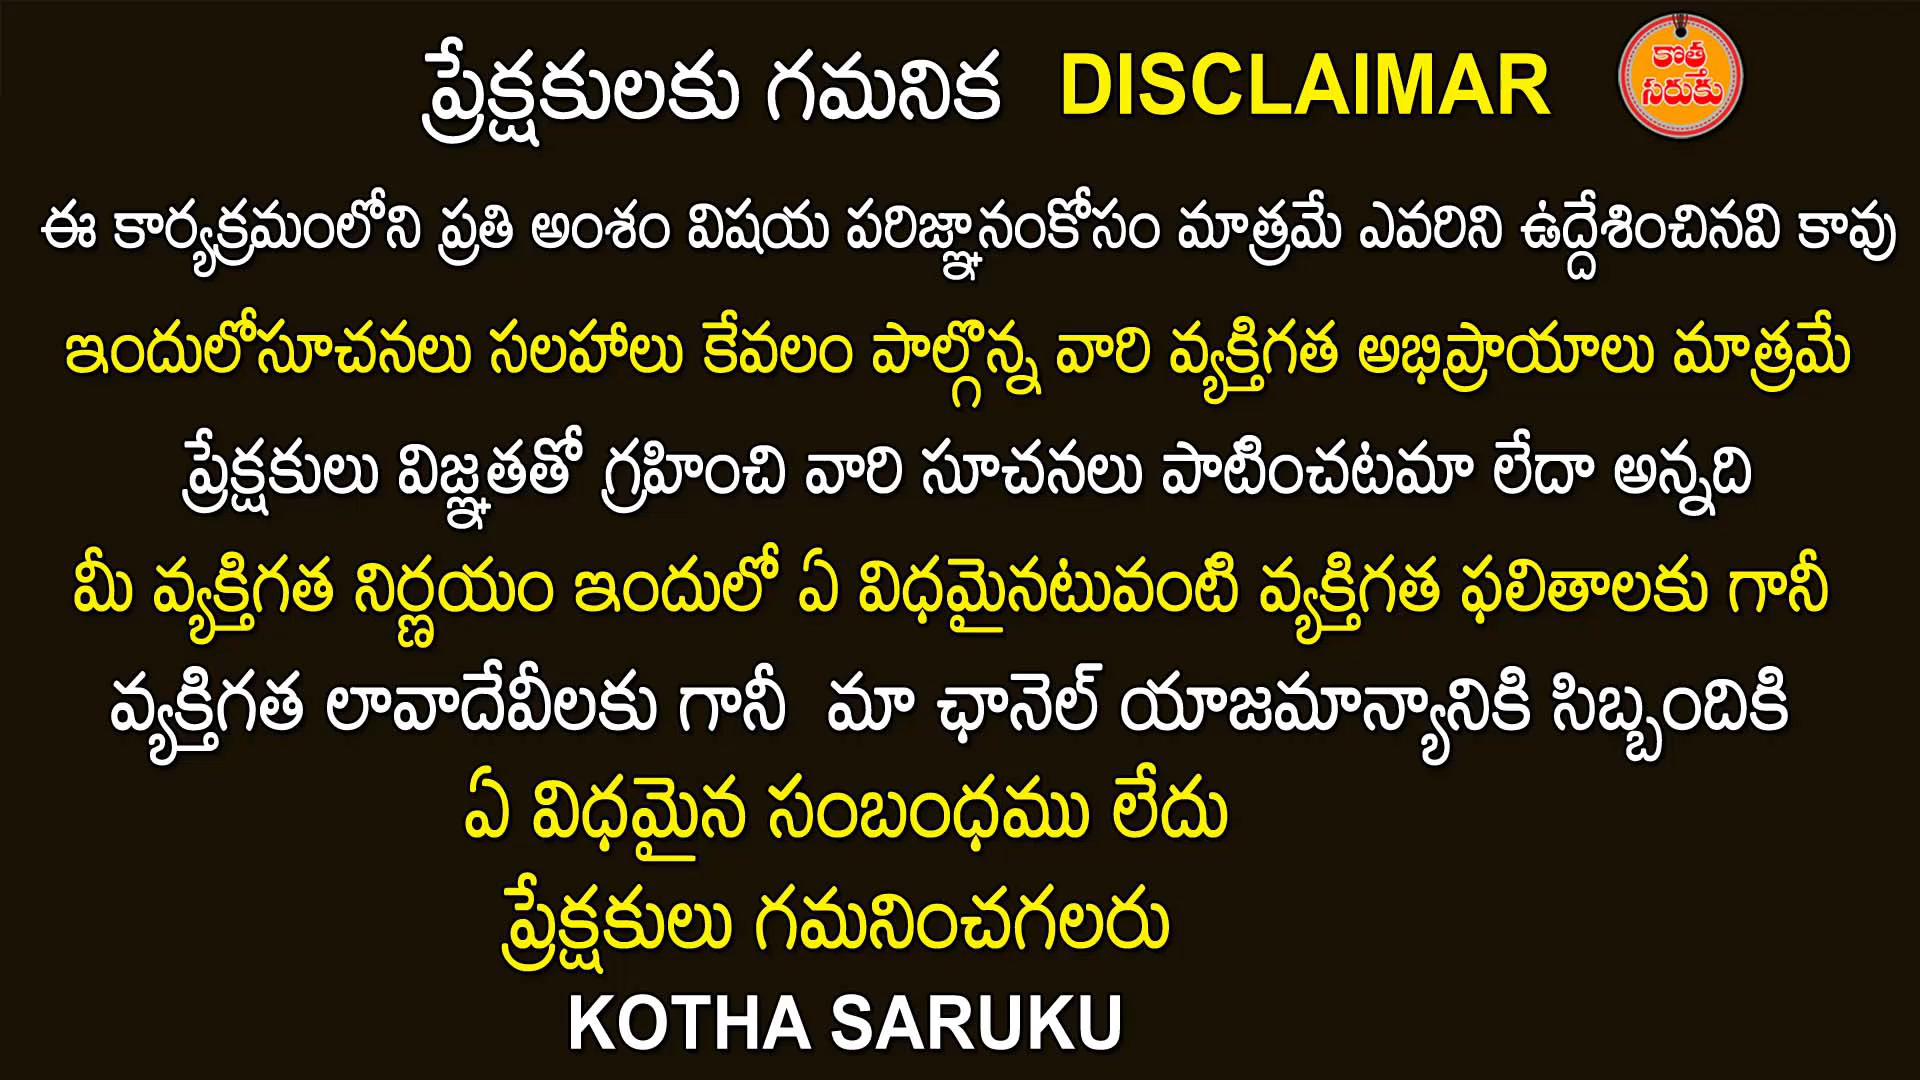 ప్రేక్షకులకు గమనిక DISCLAIMAR
కొత్త
సరుకు
ఈ కార్యక్రమంలోని ప్రతి అంశం విషయ పరిజ్ఞానంకోసం మాత్రమే ఎవరిని ఉద్దేశించినవి కావు
ఇందులోసూచనలు సలహాలు కేవలం పాల్గొన్న వారి వ్యక్తిగత అభిప్రాయాలు మాత్రమే
ప్రేక్షకులు విజ్ఞతతో గ్రహించి వారి సూచనలు పాటించటమా లేదా అన్నది
మీ వ్యక్తిగత నిర్ణయం ఇందులో ఏ విధమైనటువంటి వ్యక్తిగత ఫలితాలకు గానీ
వ్యక్తిగత లావాదేవీలకు గానీ మా ఛానెల్ యాజమాన్యానికి సిబ్బందికి
ఏ విధమైన సంబంధము లేదు
ప్రేక్షకులు గమనించగలరు
KOTHA SARUKU